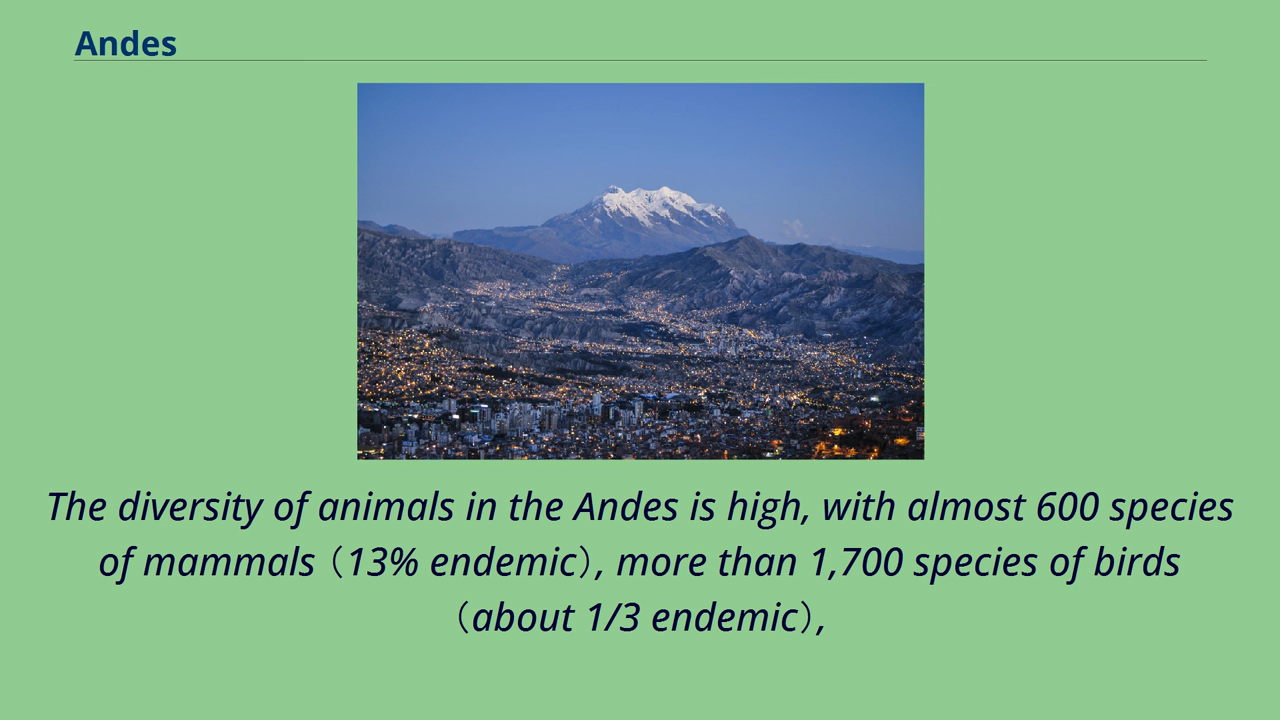 Andes
The diversity of animals in the Andes is high, with almost 600 species
of mammals（13% endemic）, more than 1,700 species of birds
（about 1/3 endemic）,